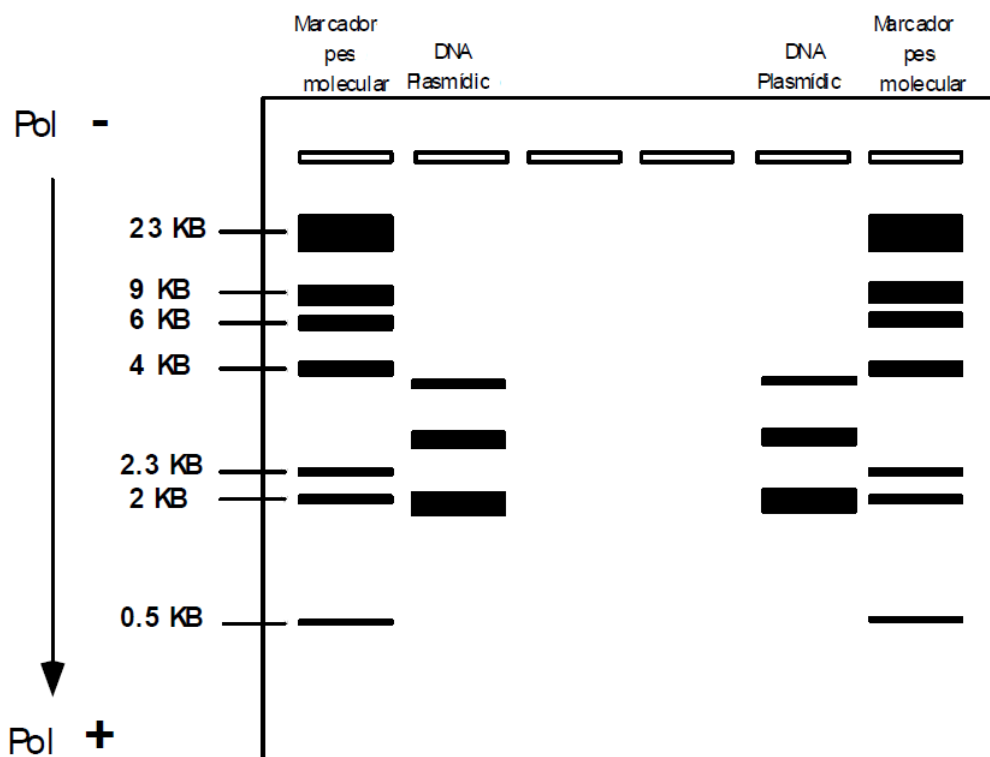 Marcador
pes
molecular
DNA
Plasmídic
DNA
Plasmídic
Marcador
pes
molecular
Pol -
23 KB
9 KB
6 KB
4 KB
2.3 KB
2 KB
0.5 KB
Pol +